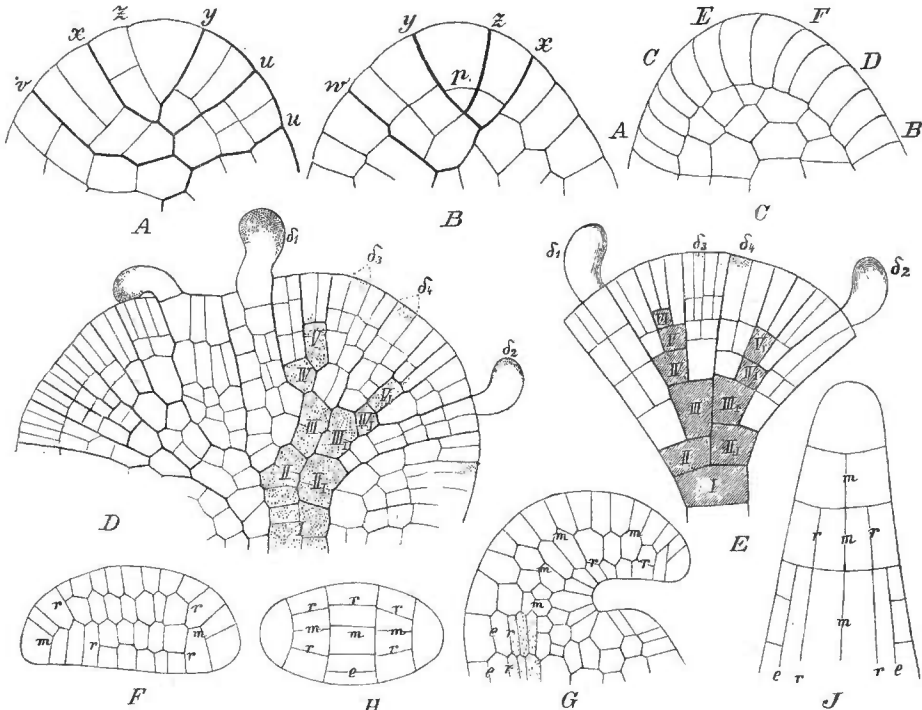 v x z y u u
A
w y p. z x
B
A C E F D B
C
δ1 δ3 δ4 δ2
V
IV VI
III III1 IV1
II II1
I
D
δ1 δ3 δ4 δ2
VI
V V1
IV VI1
III III1
II II1
I
E
m
r m r
m
e r r e
J
r r
m r r m
F
r r r
m m m
r r
e
H
m m
m r r
m
e r
e r
G